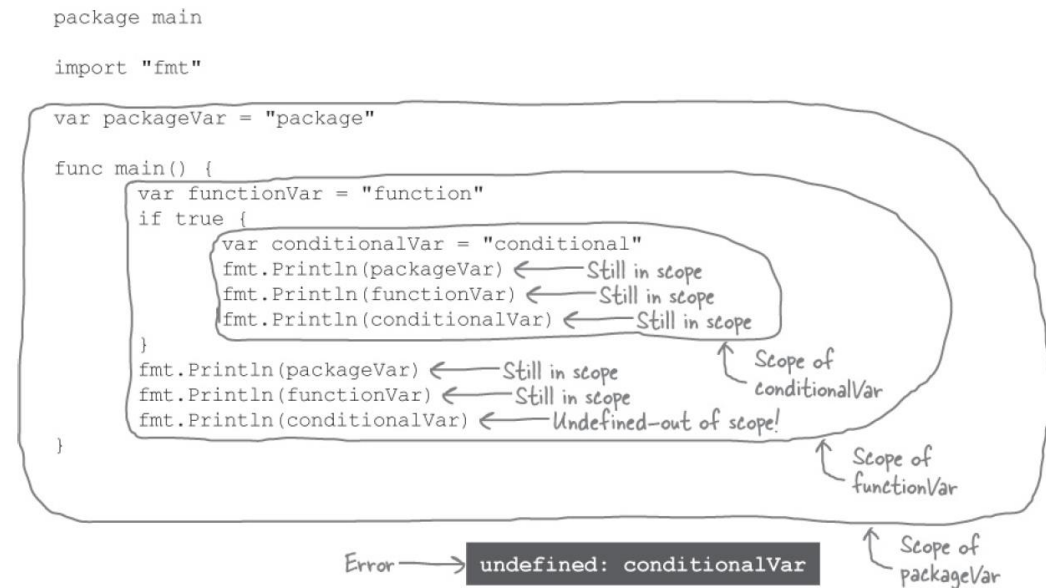 package main
import "fmt"
var packageVar = "package"
func main() {
var functionVar = "function"
if true {
var conditionalVar = "conditional"
fmt.Println(packageVar) Still in scope
fmt.Println(functionVar) Still in scope
fmt.Println(conditionalVar) Still in scope
}
Scope of
conditionalVar
fmt.Println(packageVar) Still in scope
fmt.Println(functionVar) Still in scope
fmt.Println(conditionalVar) Undefined–out of scope!
}
Scope of
functionVar
Scope of
packageVar
Error undefined: conditionalVar